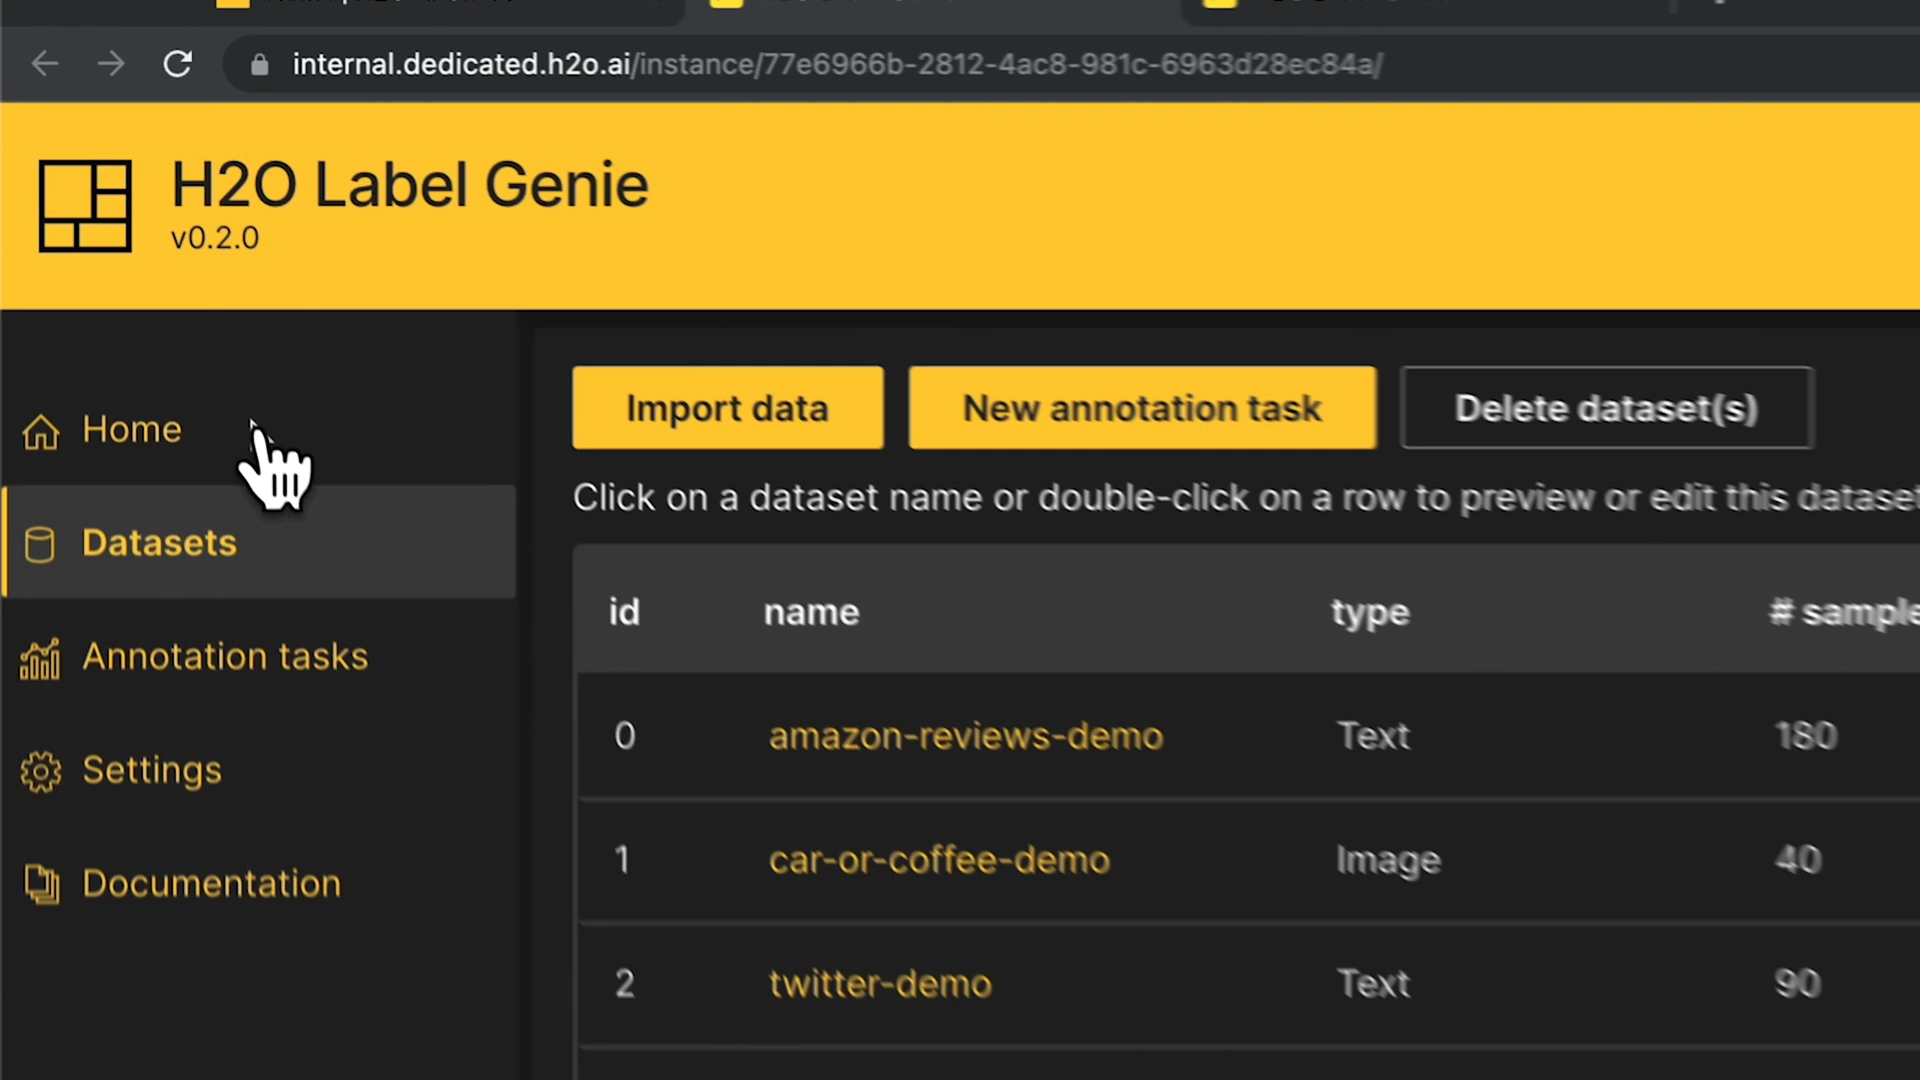 internal.dedicated.h2o.ai/instance/77e6966b-2812-4ac8-981c-6963d28ec84a/
H2O Label Genie
v0.2.0
Home
Datasets
Annotation tasks
Settings
Documentation
Import data New annotation task Delete dataset(s)
Click on a dataset name or double-click on a row to preview or edit this dataset
id name type # sample
0 amazon-reviews-demo Text 180
1 car-or-coffee-demo Image 40
2 twitter-demo Text 90